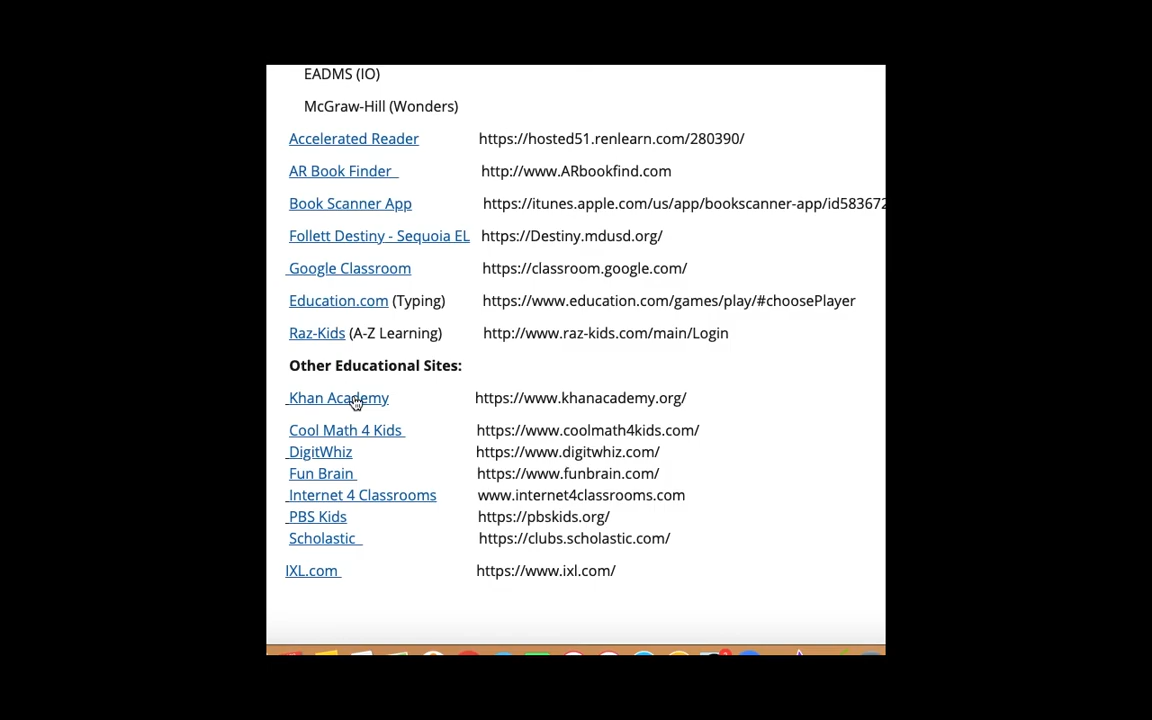 EADMS (IO)
McGraw-Hill (Wonders)
Accelerated Reader https://hosted51.renlearn.com/280390/
AR Book Finder http://www.ARbookfind.com
Book Scanner App https://itunes.apple.com/us/app/bookscanner-app/id583672
Follett Destiny - Sequoia EL https://Destiny.mdusd.org/
Google Classroom https://classroom.google.com/
Education.com (Typing) https://www.education.com/games/play/#choosePlayer
Raz-Kids (A-Z Learning) http://www.raz-kids.com/main/Login
Other Educational Sites:
Khan Academy https://www.khanacademy.org/
Cool Math 4 Kids https://www.coolmath4kids.com/
DigitWhiz https://www.digitwhiz.com/
Fun Brain https://www.funbrain.com/
Internet 4 Classrooms www.internet4classrooms.com
PBS Kids https://pbskids.org/
Scholastic https://clubs.scholastic.com/
IXL.com https://www.ixl.com/